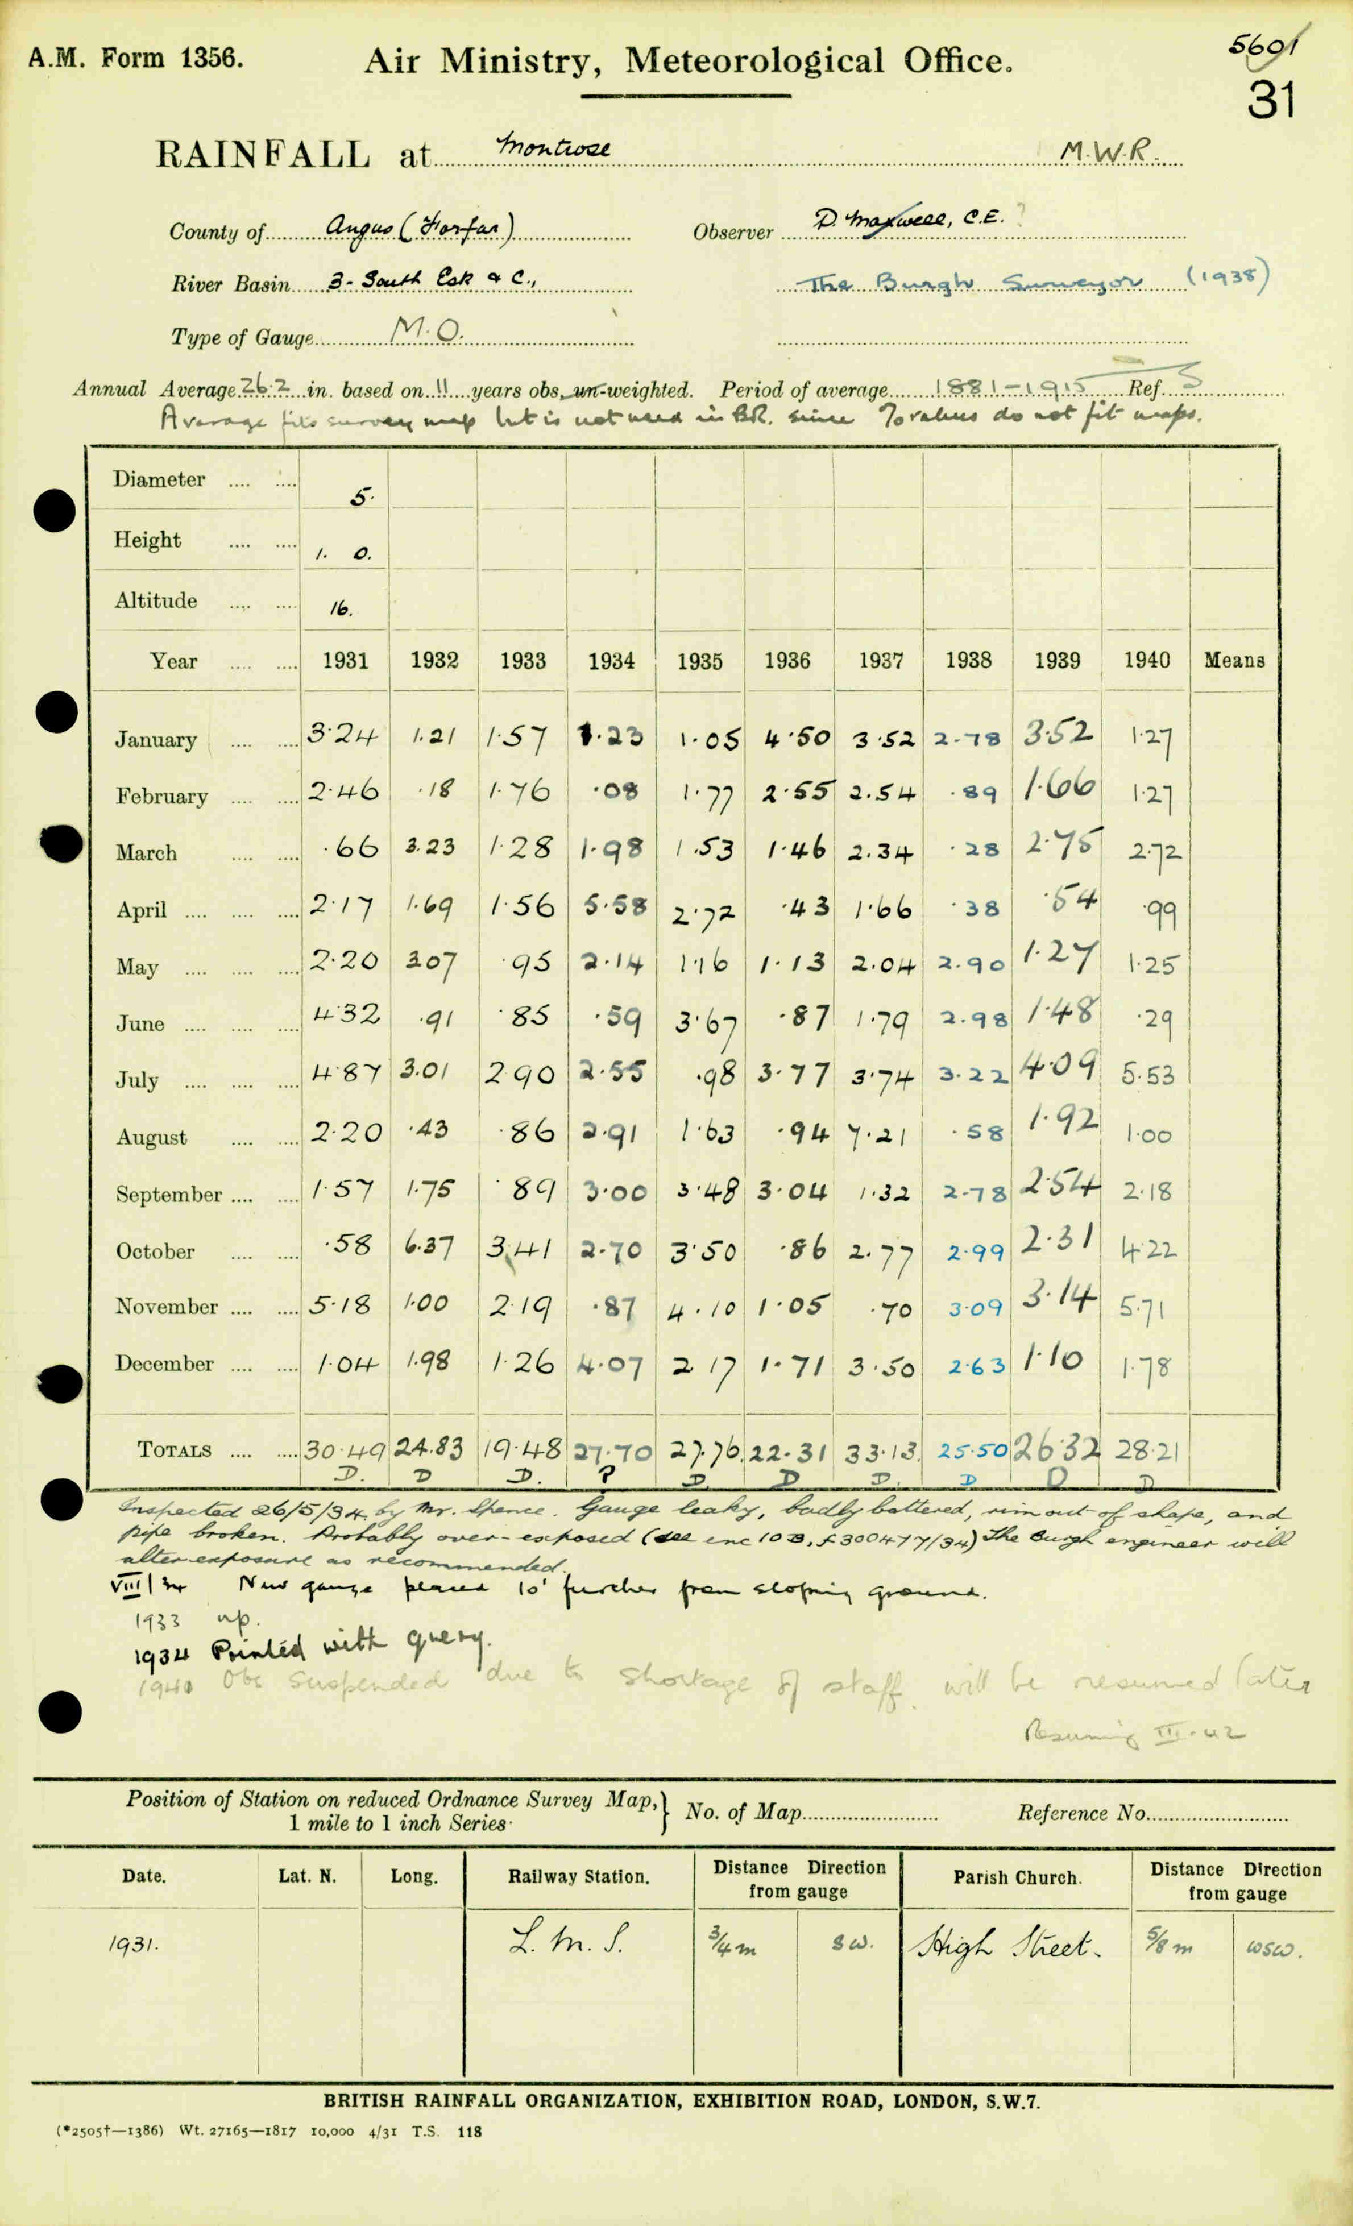 A.M. Form 1356.
Air Ministry, Meteorological Office.
5601
31
RAINFALL at Montrose M.W.R.
County of Angus (Forfar) Observer D. Maxwell, C.E. ?
River Basin 3 - South Esk & C., The Burgh Surveyor (1938)
Type of Gauge M.O.
Annual Average 26.2 in. based on 11 years obs. un-weighted. Period of average 1881-1915 Ref. S
Average fits survey map but is not used in B.R. since % values do not fit maps.
Diameter .... .... 5.
Height .... .... 1. 0.
Altitude .... .... 16.
Year .... .... 1931 1932 1933 1934 1935 1936 1937 1938 1939 1940 Means
January .... .... 3.24 1.21 1.57 1.23 1.05 4.50 3.52 2.78 3.52 1.27
February .... .... 2.46 .18 1.76 .08 1.77 2.55 2.54 .89 1.66 1.27
March .... .... .66 3.23 1.28 1.98 1.53 1.46 2.34 .28 2.75 2.72
April .... .... .... 2.17 1.69 1.56 5.58 2.72 .43 1.66 .38 .54 .99
May .... .... .... 2.20 3.07 .95 2.14 1.16 1.13 2.04 2.90 1.27 1.25
June .... .... .... 4.32 .91 .85 .59 3.67 .87 1.79 2.98 1.48 .29
July .... .... .... 4.87 3.01 2.90 2.55 .98 3.77 3.74 3.22 4.09 5.53
August .... .... 2.20 .43 .86 2.91 1.63 .94 7.21 .58 1.92 1.00
September .... .... 1.57 1.75 .89 3.00 3.48 3.04 1.32 2.78 2.54 2.18
October .... .... .58 6.37 3.41 2.70 3.50 .86 2.77 2.99 2.31 4.22
November .... .... 5.18 1.00 2.19 .87 4.10 1.05 .70 3.09 3.14 5.71
December .... .... 1.04 1.98 1.26 4.07 2.17 1.71 3.50 2.63 1.10 1.78
TOTALS .... .... 30.49 24.83 19.48 27.70 27.76 22.31 33.13 25.50 26.32 28.21
D. D D. ? D D D. D D D
Inspected 26/5/34 by Mr. Spence. Gauge leaky, badly battered, rim out of shape, and
pipe broken. Probably over-exposed (see enc 10B, f300477/34) The Burgh engineer will
alter exposure as recommended.
VIII/34 New gauge placed 10' further from sloping ground.
1933 up.
1934 Printed with query.
1940 Obs suspended due to shortage of staff. will be resumed later
Resuming III.42
Position of Station on reduced Ordnance Survey Map,} No. of Map Reference No.
1 mile to 1 inch Series
Date. Lat. N. Long. Railway Station. Distance Direction from gauge Parish Church. Distance Direction from gauge
1931. L. M. S. 3/4 m SW. High Street. 5/8 m WSW.
BRITISH RAINFALL ORGANIZATION, EXHIBITION ROAD, LONDON, S.W.7.
(*2505†—1386) Wt. 27165—1817 10,000 4/31 T.S. 118